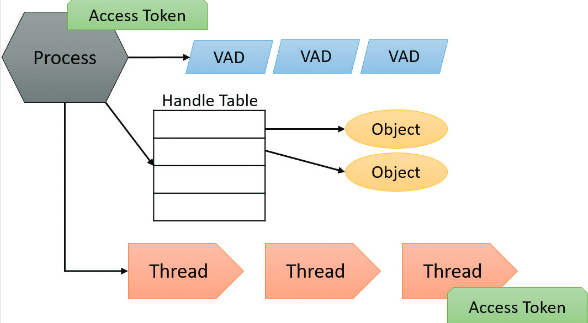 Access Token
Process
VAD
VAD
VAD
Handle Table
Object
Object
Thread
Thread
Thread
Access Token